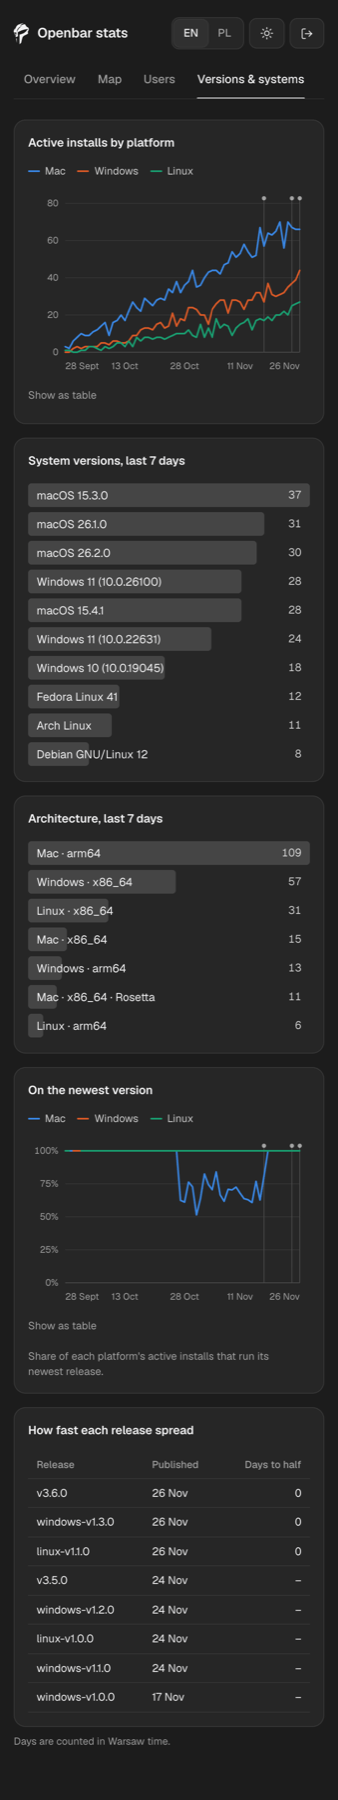 Openbar stats
EN PL
Overview Map Users Versions & systems
Active installs by platform
Mac Windows Linux
80
60
40
20
0
28 Sept 13 Oct 28 Oct 11 Nov 26 Nov
Show as table
System versions, last 7 days
macOS 15.3.0 37
macOS 26.1.0 31
macOS 26.2.0 30
Windows 11 (10.0.26100) 28
macOS 15.4.1 28
Windows 11 (10.0.22631) 24
Windows 10 (10.0.19045) 18
Fedora Linux 41 12
Arch Linux 11
Debian GNU/Linux 12 8
Architecture, last 7 days
Mac · arm64 109
Windows · x86_64 57
Linux · x86_64 31
Mac · x86_64 15
Windows · arm64 13
Mac · x86_64 · Rosetta 11
Linux · arm64 6
On the newest version
Mac Windows Linux
100%
75%
50%
25%
0%
28 Sept 13 Oct 28 Oct 11 Nov 26 Nov
Show as table
Share of each platform's active installs that run its
newest release.
How fast each release spread
Release Published Days to half
v3.6.0 26 Nov 0
windows-v1.3.0 26 Nov 0
linux-v1.1.0 26 Nov 0
v3.5.0 24 Nov –
windows-v1.2.0 24 Nov –
linux-v1.0.0 24 Nov –
windows-v1.1.0 24 Nov –
windows-v1.0.0 17 Nov –
Days are counted in Warsaw time.